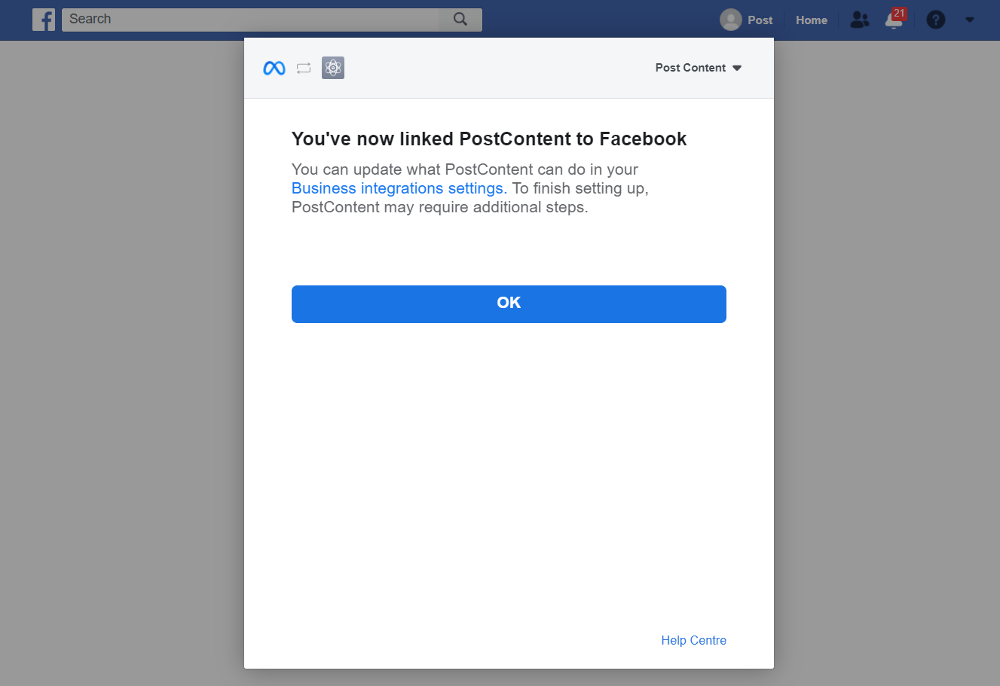 Search
Post
Home
21
Post Content
You've now linked PostContent to Facebook
You can update what PostContent can do in your
Business integrations settings. To finish setting up,
PostContent may require additional steps.
OK
Help Centre